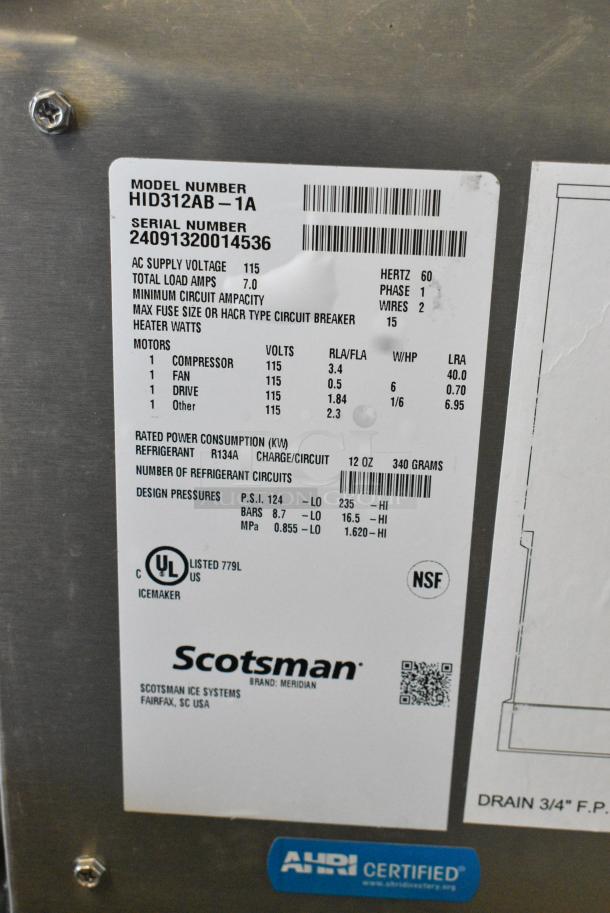 MODEL NUMBER
HID312AB-1A
SERIAL NUMBER
24091320014536
AC SUPPLY VOLTAGE 115 HERTZ 60
TOTAL LOAD AMPS 7.0 PHASE 1
MINIMUM CIRCUIT AMPACITY WIRES 2
MAX FUSE SIZE OR HACR TYPE CIRCUIT BREAKER 15
HEATER WATTS
MOTORS VOLTS RLA/FLA W/HP LRA
1 COMPRESSOR 115 3.4 40.0
1 FAN 115 0.5 6 0.70
1 DRIVE 115 1.84 1/6 6.95
1 Other 115 2.3
RATED POWER CONSUMPTION (KW)
REFRIGERANT R134A CHARGE/CIRCUIT 12 OZ 340 GRAMS
NUMBER OF REFRIGERANT CIRCUITS
DESIGN PRESSURES P.S.I. 124 -LO 235 -HI
BARS 8.7 -LO 16.5 -HI
MPa 0.855-LO 1.620-HI
C UL US LISTED 779L
ICEMAKER
NSF
Scotsman
BRAND: MERIDIAN
SCOTSMAN ICE SYSTEMS
FAIRFAX, SC USA
DRAIN 3/4" F.P.
AHRI CERTIFIED®
www.ahridirectory.org